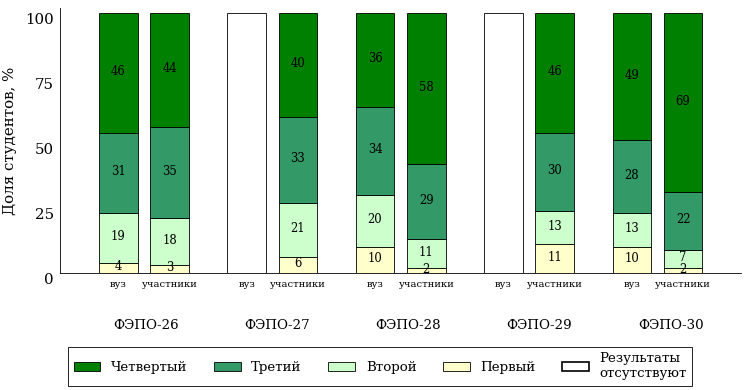 Доля студентов, %
100
75
50
25
0
46 44 40 36 58 46 49 69
31 35 33 34 29 30 28 22
19 18 21 20 11 13 13 7
4 3 6 10 2 11 10 2
вуз участники вуз участники вуз участники вуз участники вуз участники
ФЭПО-26 ФЭПО-27 ФЭПО-28 ФЭПО-29 ФЭПО-30
Четвертый Третий Второй Первый Результаты
отсутствуют